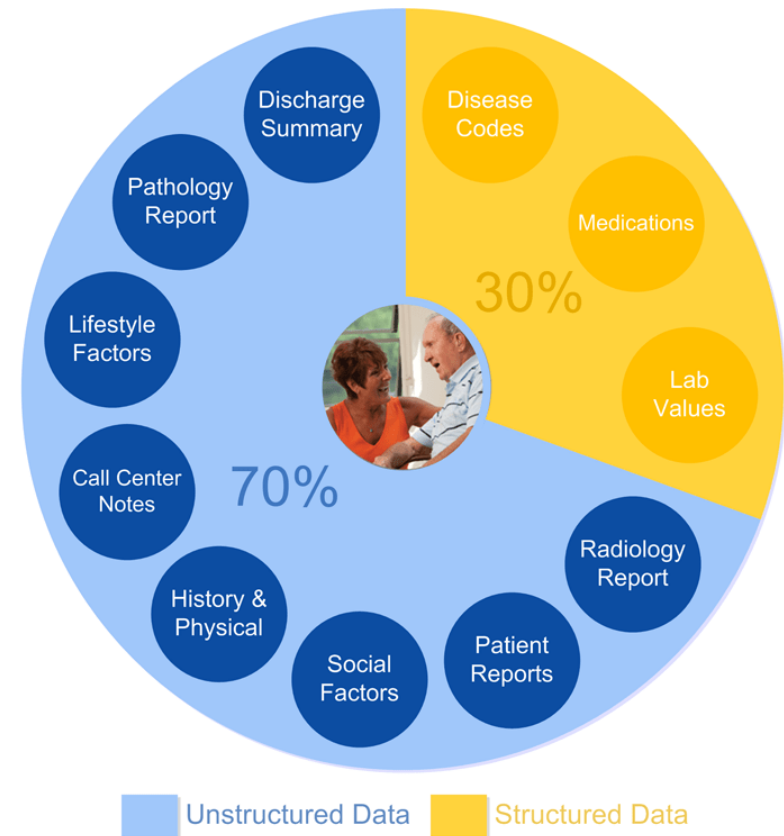 Discharge
Summary
Disease
Codes
Pathology
Report
Medications
30%
Lifestyle
Factors
Lab
Values
Call Center
Notes
70%
Radiology
Report
History &
Physical
Patient
Reports
Social
Factors
Unstructured Data
Structured Data